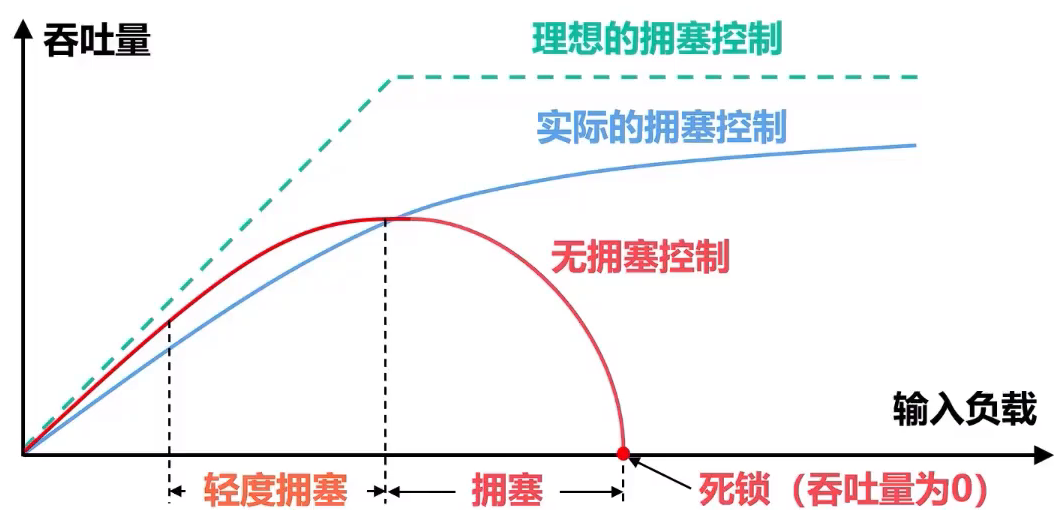 吞吐量
理想的拥塞控制
实际的拥塞控制
无拥塞控制
输入负载
轻度拥塞
拥塞
死锁（吞吐量为0）